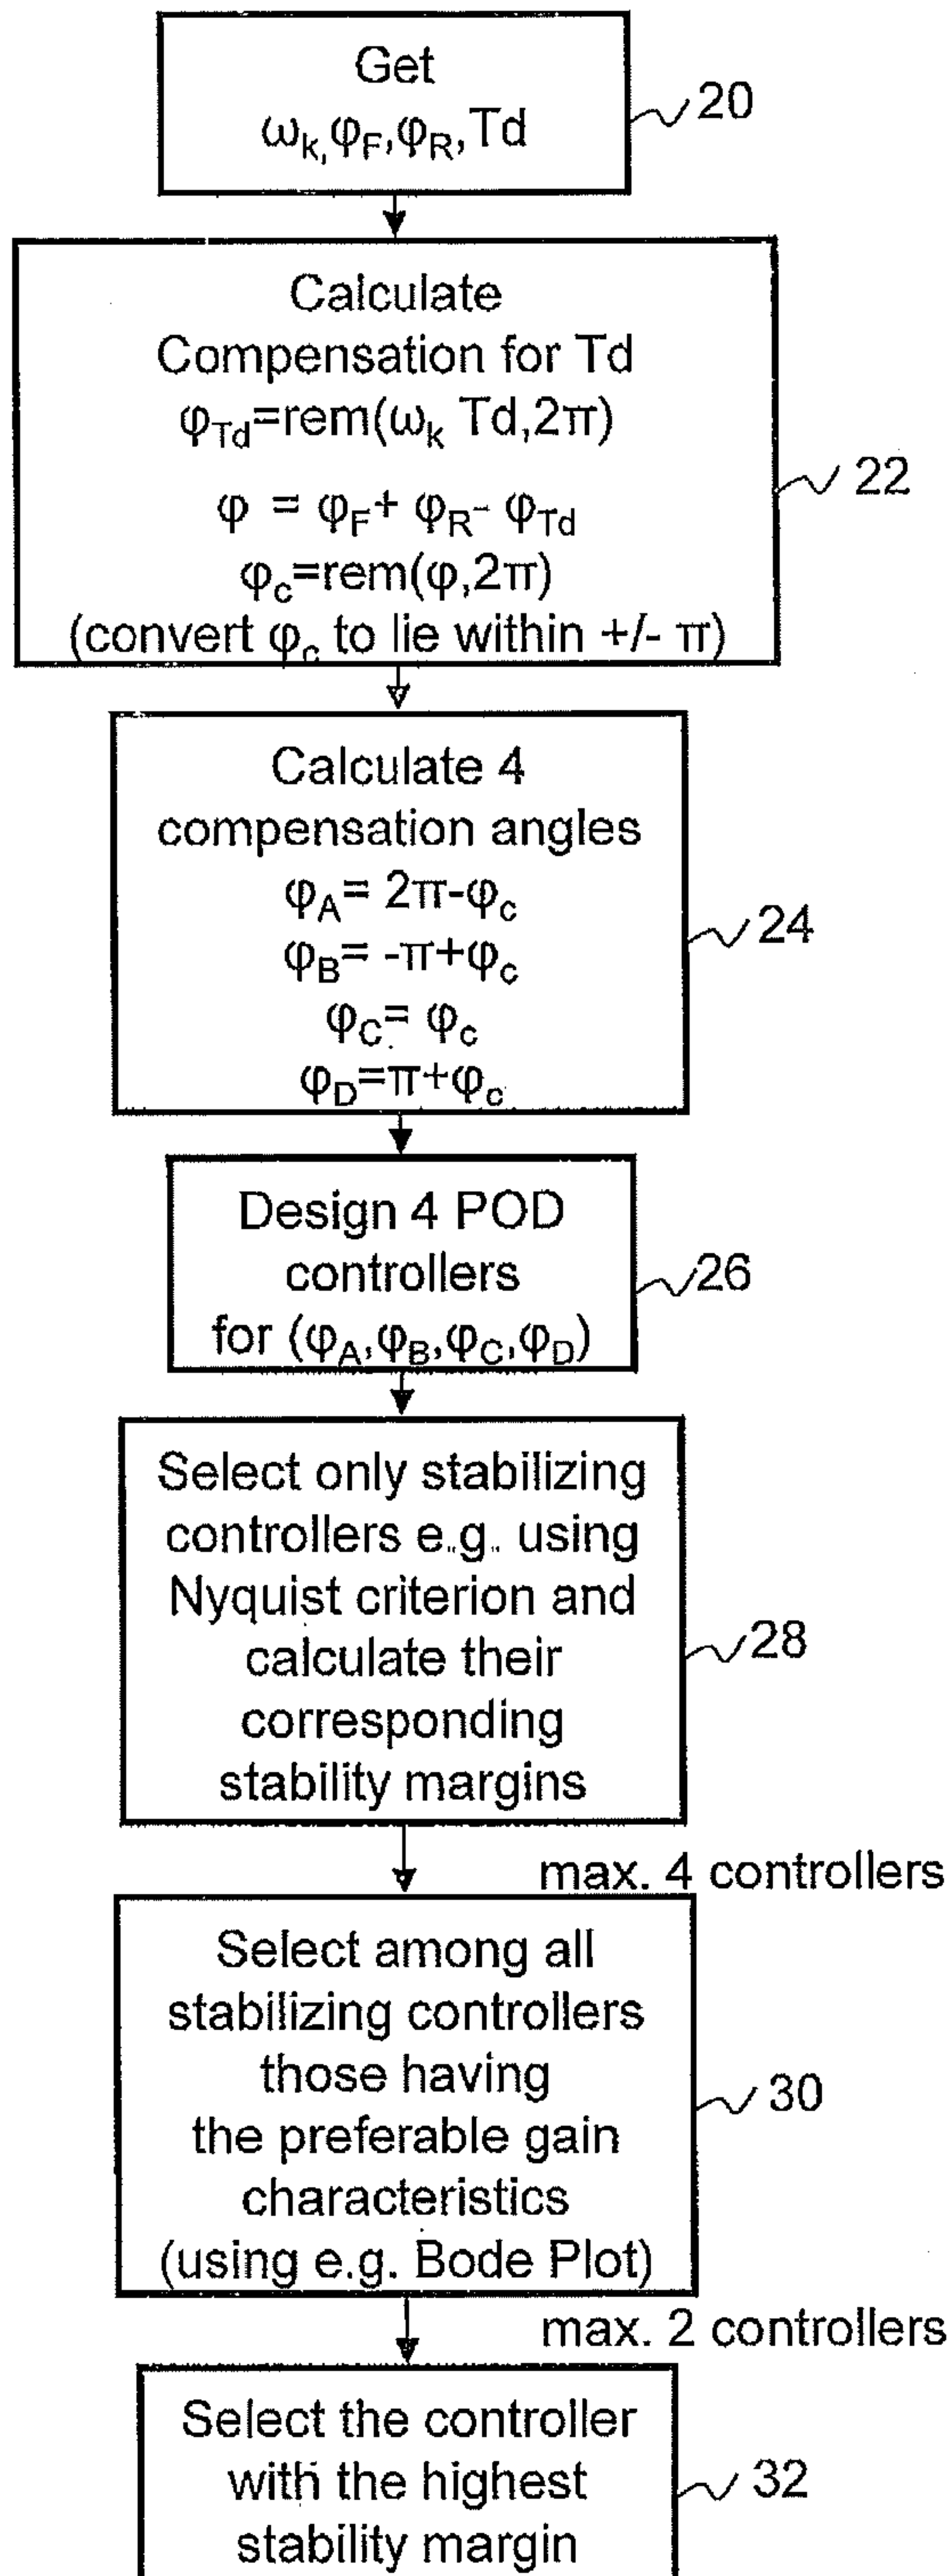 Get
ωk,φF,φR,Td
20
Calculate
Compensation for Td
φTd=rem(ωk Td,2π)
φ = φF+ φR- φTd
φc=rem(φ,2π)
(convert φc to lie within +/- π)
22
Calculate 4
compensation angles
φA= 2π-φc
φB= -π+φc
φC= φc
φD=π+φc
24
Design 4 POD
controllers
for (φA,φB,φC,φD)
26
Select only stabilizing
controllers e.g. using
Nyquist criterion and
calculate their
corresponding
stability margins
28
max. 4 controllers
Select among all
stabilizing controllers
those having
the preferable gain
characteristics
(using e.g. Bode Plot)
30
max. 2 controllers
Select the controller
with the highest
stability margin
32